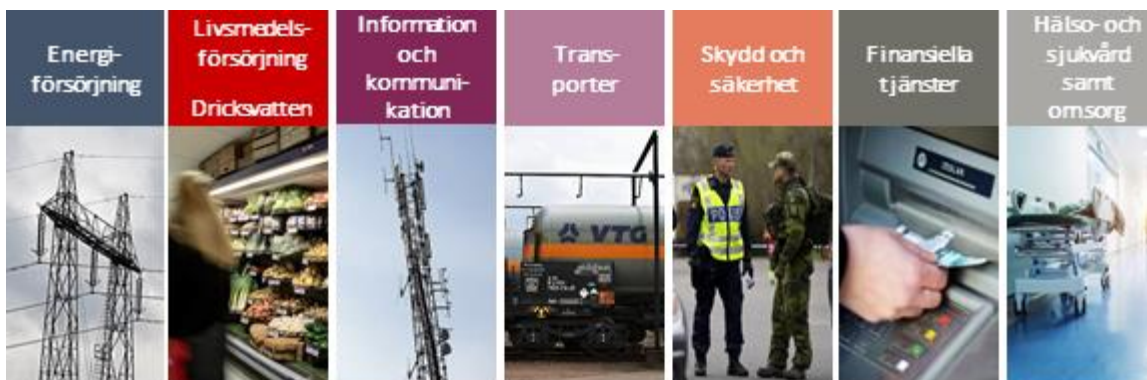 Energi-
försörjning
Livsmedels-
försörjning
Dricksvatten
Information
och
kommuni-
kation
Trans-
porter
Skydd och
säkerhet
Finansiella
tjänster
Hälso- och
sjukvård
samt
omsorg
VTG
POLIS